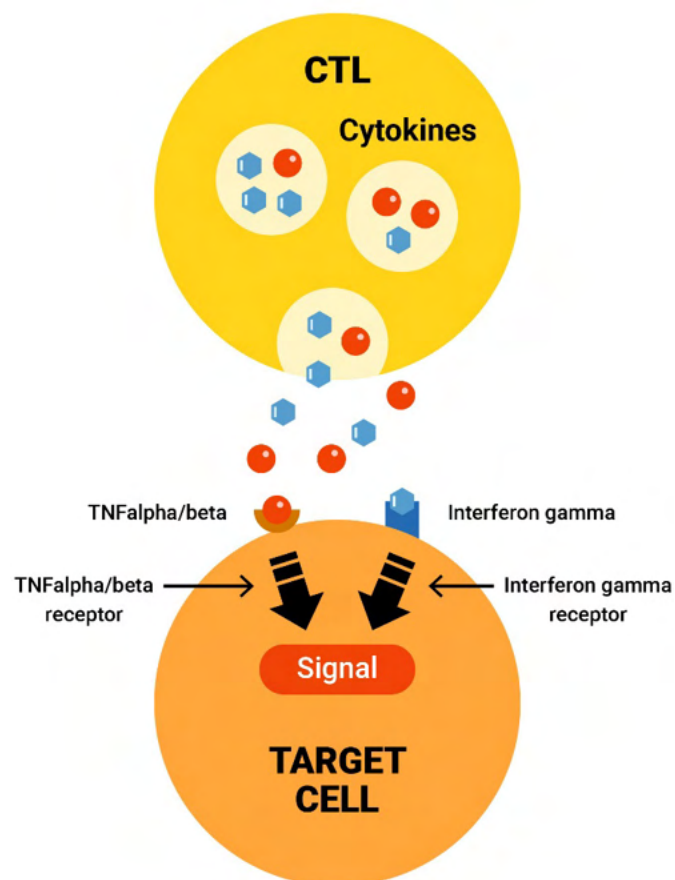 CTL
Cytokines
TNFalpha/beta
Interferon gamma
TNFalpha/beta
receptor
Interferon gamma
receptor
Signal
TARGET
CELL